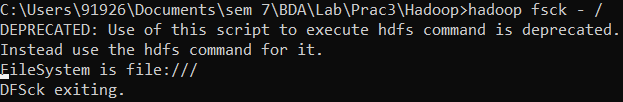 C:\Users\91926\Documents\sem 7\BDA\Lab\Prac3\Hadoop>hadoop fsck - /
DEPRECATED: Use of this script to execute hdfs command is deprecated.
Instead use the hdfs command for it.
FileSystem is file:///
DFSck exiting.